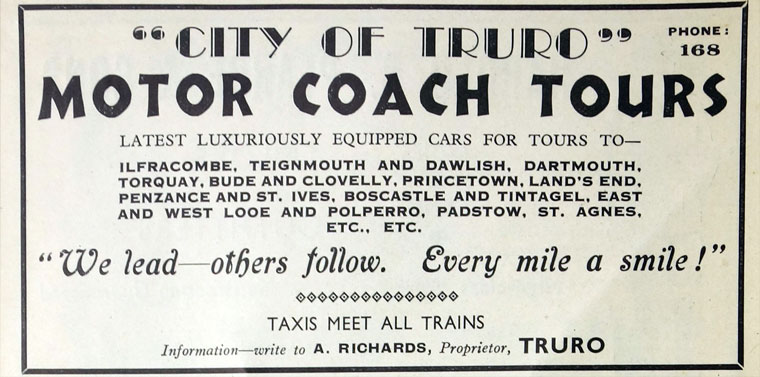 “CITY OF TRURO”
PHONE:
168
MOTOR COACH TOURS
LATEST LUXURIOUSLY EQUIPPED CARS FOR TOURS TO—
ILFRACOMBE, TEIGNMOUTH AND DAWLISH, DARTMOUTH,
TORQUAY, BUDE AND CLOVELLY, PRINCETOWN, LAND'S END,
PENZANCE AND ST. IVES, BOSCASTLE AND TINTAGEL, EAST
AND WEST LOOE AND POLPERRO, PADSTOW, ST. AGNES,
ETC., ETC.
“We lead—others follow. Every mile a smile!”
TAXIS MEET ALL TRAINS
Information—write to A. RICHARDS, Proprietor, TRURO